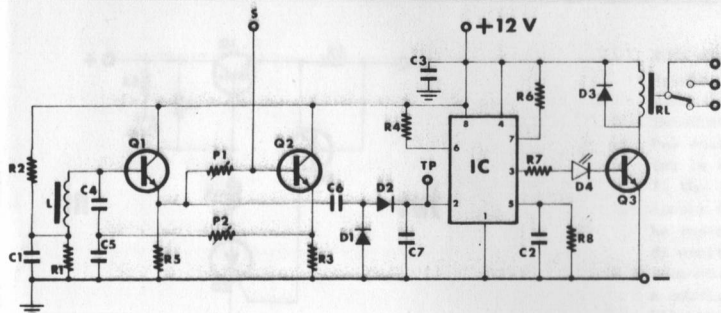 S
+ 12 V
C3
D3
R6
RL
R4
8
4
7
Q1
Q2
6
P1
R2
TP
IC
R7
3
C4
C6
D2
D4
L
2
5
Q3
P2
D1
1
C1
R1
C5
R5
R3
C7
C2
R8
−